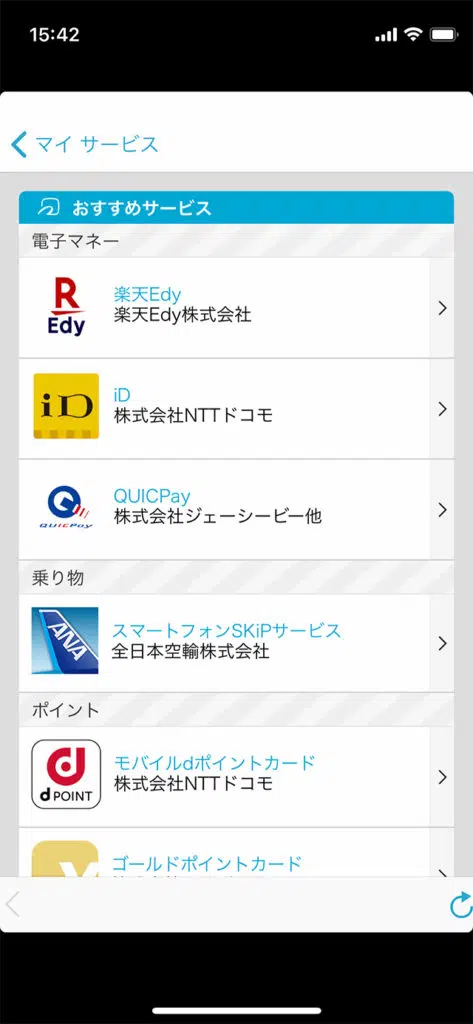 15:42
マイ サービス
おすすめサービス
電子マネー
R
Edy
楽天Edy
楽天Edy株式会社
iD
iD
株式会社NTTドコモ
QUICPay
QUICPay
株式会社ジェーシービー他
乗り物
ANA
スマートフォンSKiPサービス
全日本空輸株式会社
ポイント
d POINT
モバイルdポイントカード
株式会社NTTドコモ
ゴールドポイントカード